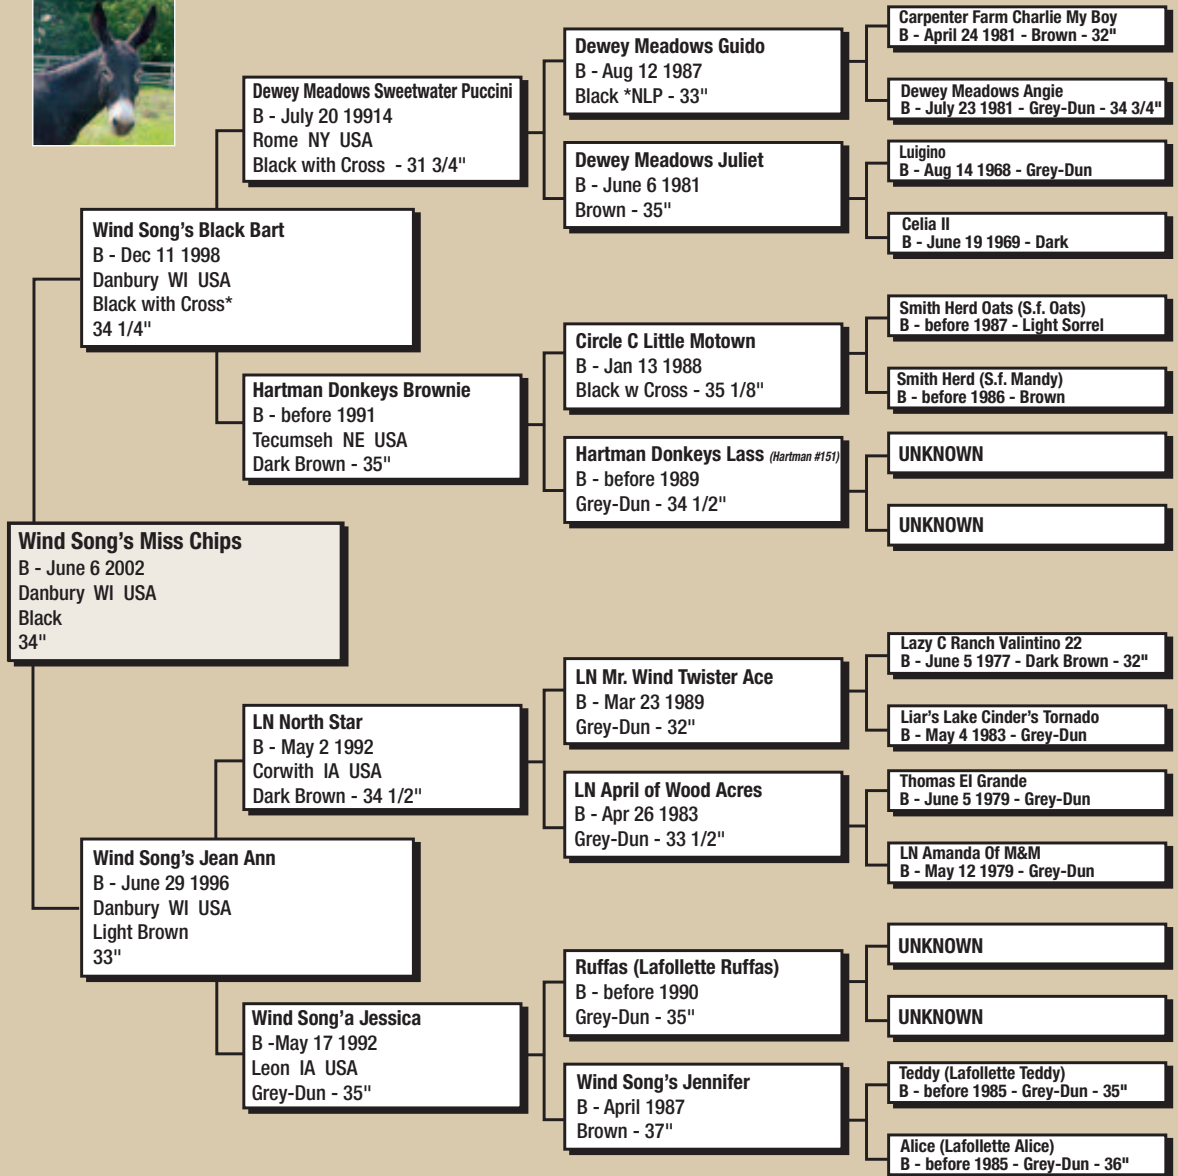 Carpenter Farm Charlie My Boy
B - April 24 1981 - Brown - 32"
Dewey Meadows Guido
B - Aug 12 1987
Black *NLP - 33"
Dewey Meadows Angie
B - July 23 1981 - Grey-Dun - 34 3/4"
Dewey Meadows Sweetwater Puccini
B - July 20 19914
Rome NY USA
Black with Cross - 31 3/4"
Luigino
B - Aug 14 1968 - Grey-Dun
Dewey Meadows Juliet
B - June 6 1981
Brown - 35"
Celia II
B - June 19 1969 - Dark
Wind Song’s Black Bart
B - Dec 11 1998
Danbury WI USA
Black with Cross*
34 1/4"
Smith Herd Oats (S.f. Oats)
B - before 1987 - Light Sorrel
Circle C Little Motown
B - Jan 13 1988
Black w Cross - 35 1/8"
Smith Herd (S.f. Mandy)
B - before 1986 - Brown
Hartman Donkeys Brownie
B - before 1991
Tecumseh NE USA
Dark Brown - 35"
UNKNOWN
Hartman Donkeys Lass (Hartman #151)
B - before 1989
Grey-Dun - 34 1/2"
UNKNOWN
Wind Song’s Miss Chips
B - June 6 2002
Danbury WI USA
Black
34"
Lazy C Ranch Valintino 22
B - June 5 1977 - Dark Brown - 32"
LN Mr. Wind Twister Ace
B - Mar 23 1989
Grey-Dun - 32"
Liar’s Lake Cinder’s Tornado
B - May 4 1983 - Grey-Dun
LN North Star
B - May 2 1992
Corwith IA USA
Dark Brown - 34 1/2"
Thomas El Grande
B - June 5 1979 - Grey-Dun
LN April of Wood Acres
B - Apr 26 1983
Grey-Dun - 33 1/2"
LN Amanda Of M&M
B - May 12 1979 - Grey-Dun
Wind Song’s Jean Ann
B - June 29 1996
Danbury WI USA
Light Brown
33"
UNKNOWN
Ruffas (Lafollette Ruffas)
B - before 1990
Grey-Dun - 35"
UNKNOWN
Wind Song’a Jessica
B -May 17 1992
Leon IA USA
Grey-Dun - 35"
Teddy (Lafollette Teddy)
B - before 1985 - Grey-Dun - 35"
Wind Song’s Jennifer
B - April 1987
Brown - 37"
Alice (Lafollette Alice)
B - before 1985 - Grey-Dun - 36"